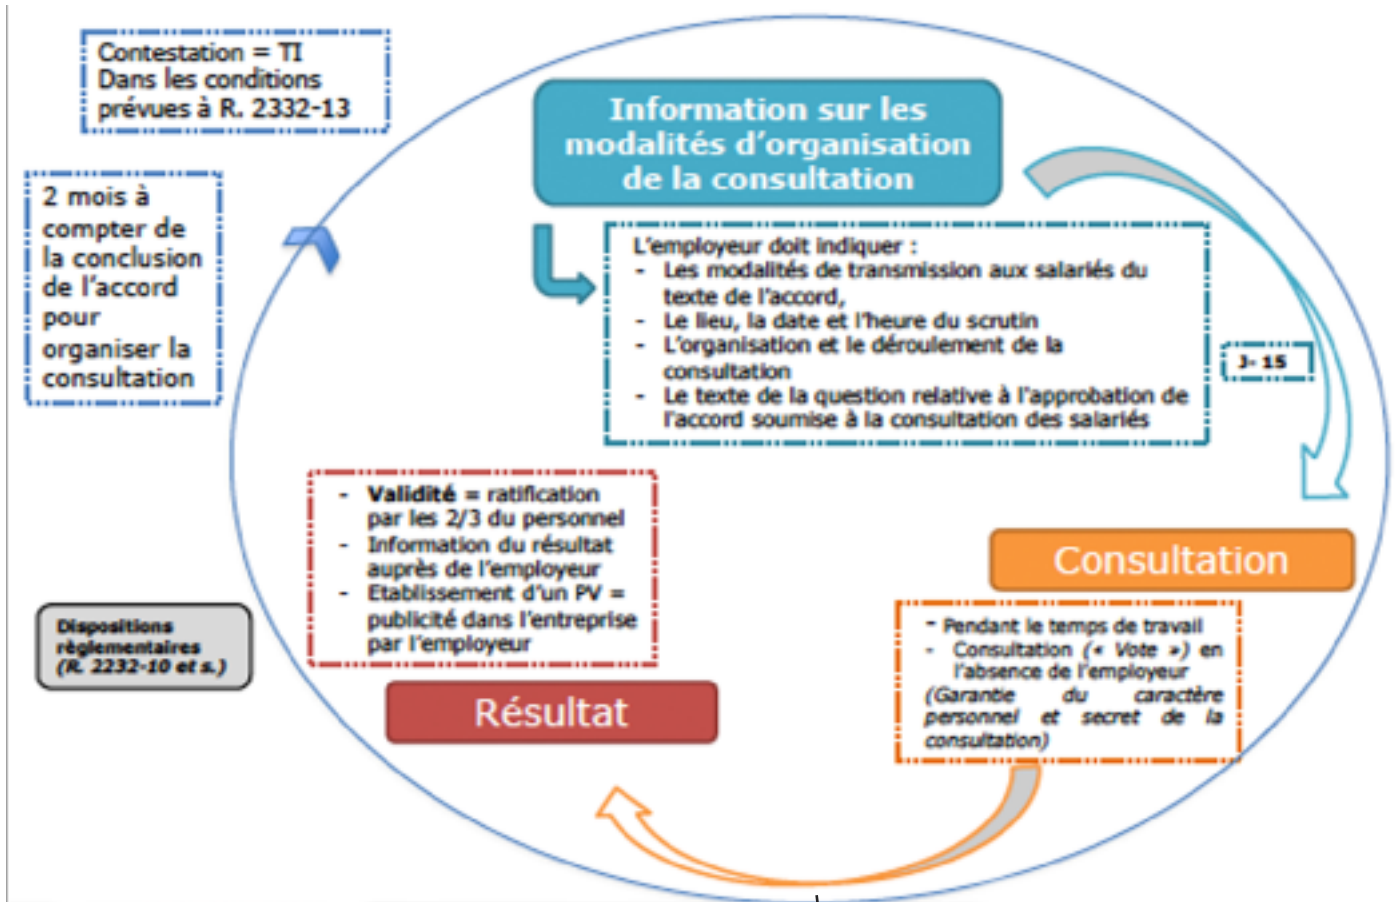 Contestation = TI
Dans les conditions
prévues à R. 2332-13
2 mois à
compter de
la conclusion
de l'accord
pour
organiser la
consultation
Information sur les
modalités d'organisation
de la consultation
L'employeur doit indiquer :
- Les modalités de transmission aux salariés du
texte de l'accord,
- Le lieu, la date et l'heure du scrutin
- L'organisation et le déroulement de la
consultation
- Le texte de la question relative à l'approbation de
l'accord soumise à la consultation des salariés
J- 15
Consultation
- Pendant le temps de travail
- Consultation (« Vote ») en
l'absence de l'employeur
(Garantie du caractère
personnel et secret de la
consultation)
- Validité = ratification
par les 2/3 du personnel
- Information du résultat
auprès de l'employeur
- Etablissement d'un PV =
publicité dans l'entreprise
par l'employeur
Résultat
Dispositions
règlementaires
(R. 2232-10 et s.)